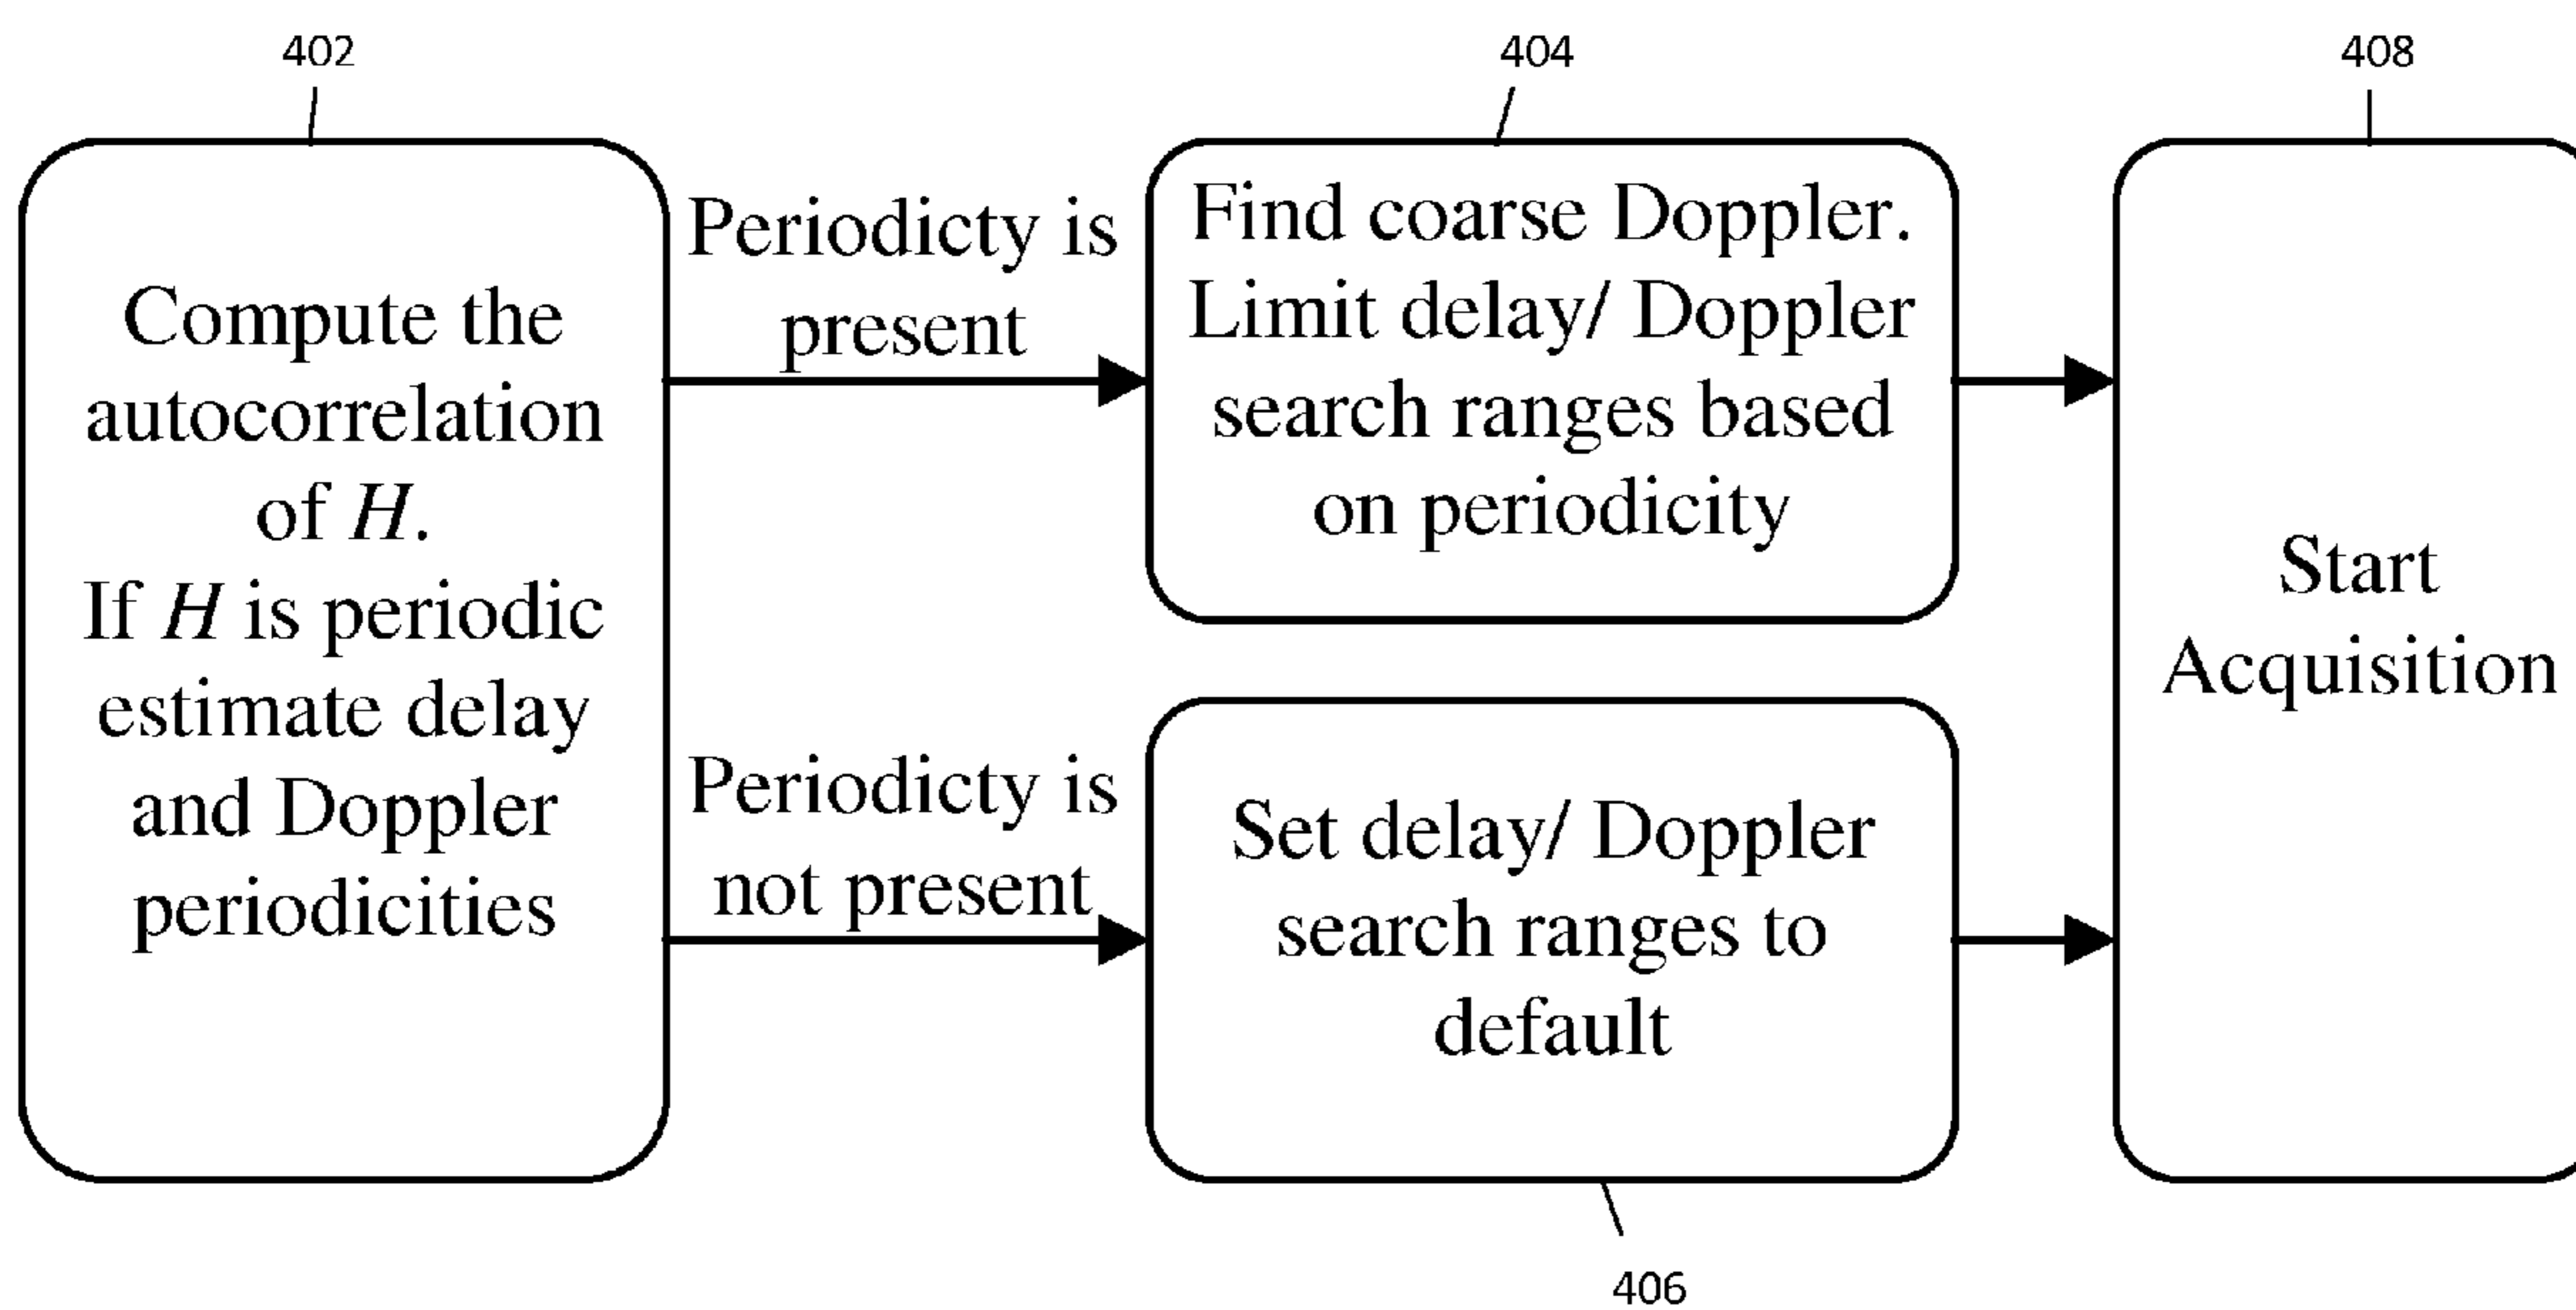 402
404
408
Compute the
autocorrelation
of H.
If H is periodic
estimate delay
and Doppler
periodicities
Periodicty is
present
Find coarse Doppler.
Limit delay/ Doppler
search ranges based
on periodicity
Periodicty is
not present
Set delay/ Doppler
search ranges to
default
Start
Acquisition
406